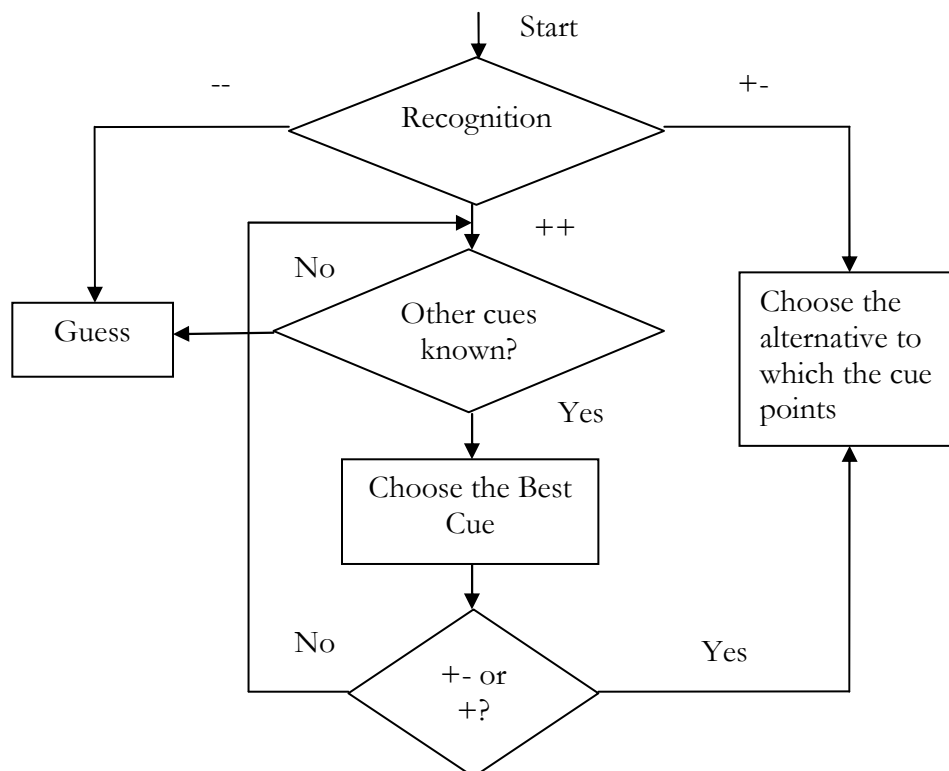 Start
--
+-
Recognition
++
No
Guess
Other cues
known?
Choose the
alternative to
which the cue
points
Yes
Choose the Best
Cue
No
Yes
+- or
+?